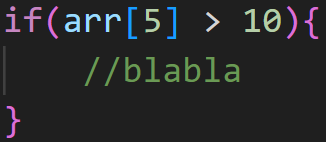 if(arr[5] > 10){
    //blabla
}